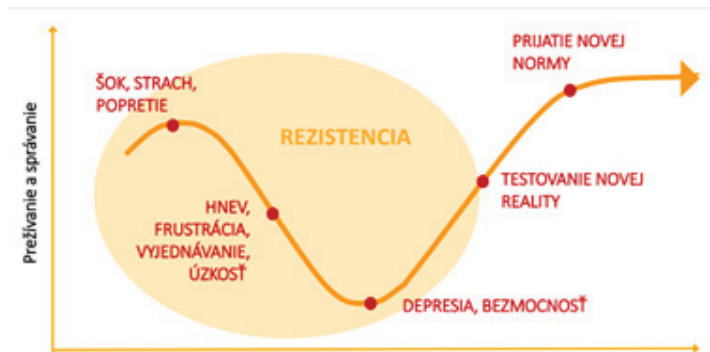 PRIJATIE NOVEJ
NORMY
ŠOK, STRACH,
POPRETIE
REZISTENCIA
TESTOVANIE NOVEJ
REALITY
HNEV,
FRUSTRÁCIA,
VYJEDNÁVANIE,
ÚZKOSŤ
DEPRESIA, BEZMOCNOSŤ
Prežívanie a správanie